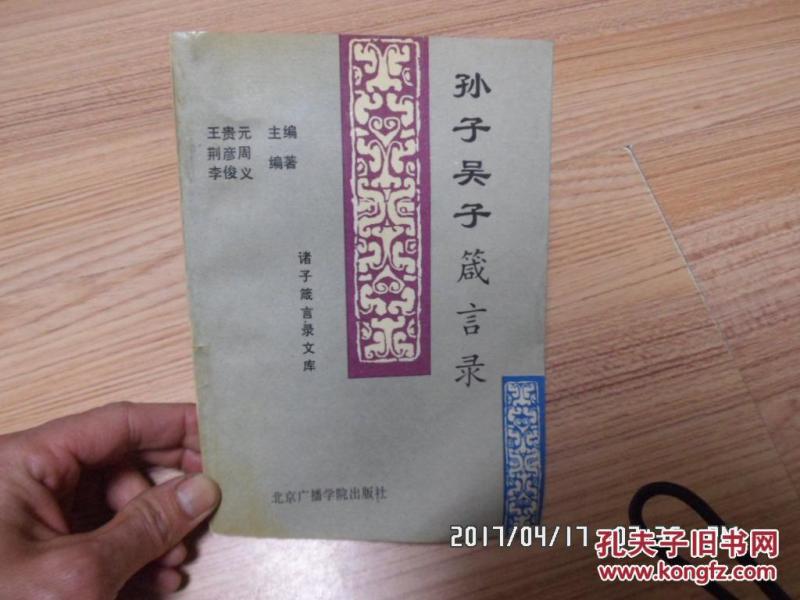 孙子吴子箴言录
王贵元 主编
荆彦周
李俊义 编著
诸子箴言录文库
北京广播学院出版社
2017/04/17
孔夫子旧书网
www.kongfz.com